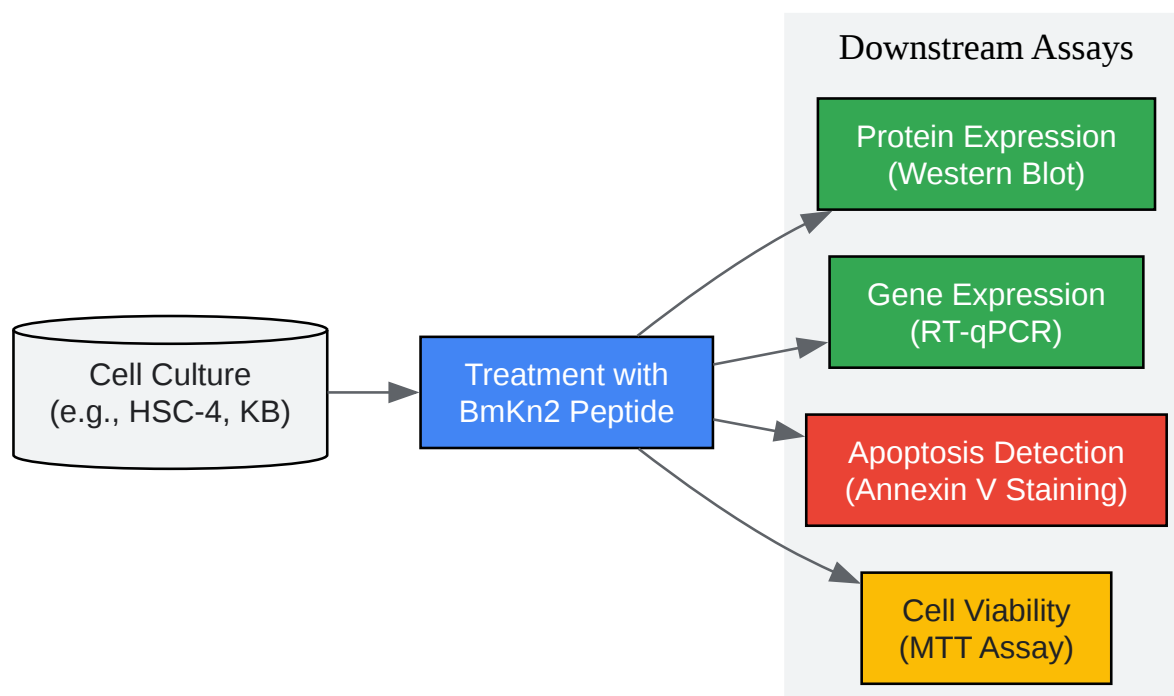 Downstream Assays
Protein Expression
(Western Blot)
Gene Expression
(RT-qPCR)
Cell Culture
(e.g., HSC-4, KB)
Treatment with
BmKn2 Peptide
Apoptosis Detection
(Annexin V Staining)
Cell Viability
(MTT Assay)